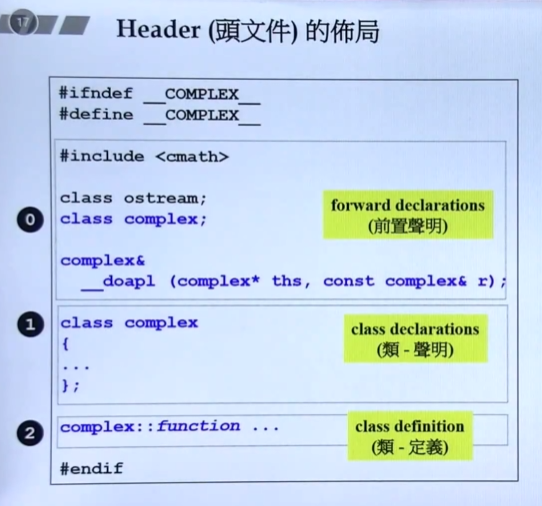 17
Header (頭文件) 的佈局
#ifndef __COMPLEX__
#define __COMPLEX__
#include <cmath>
class ostream;
class complex;
complex&
__doapl (complex* ths, const complex& r);
0
forward declarations
(前置聲明)
1
class complex
{
...
};
class declarations
(類 - 聲明)
2
complex::function ...
class definition
(類 - 定義)
#endif